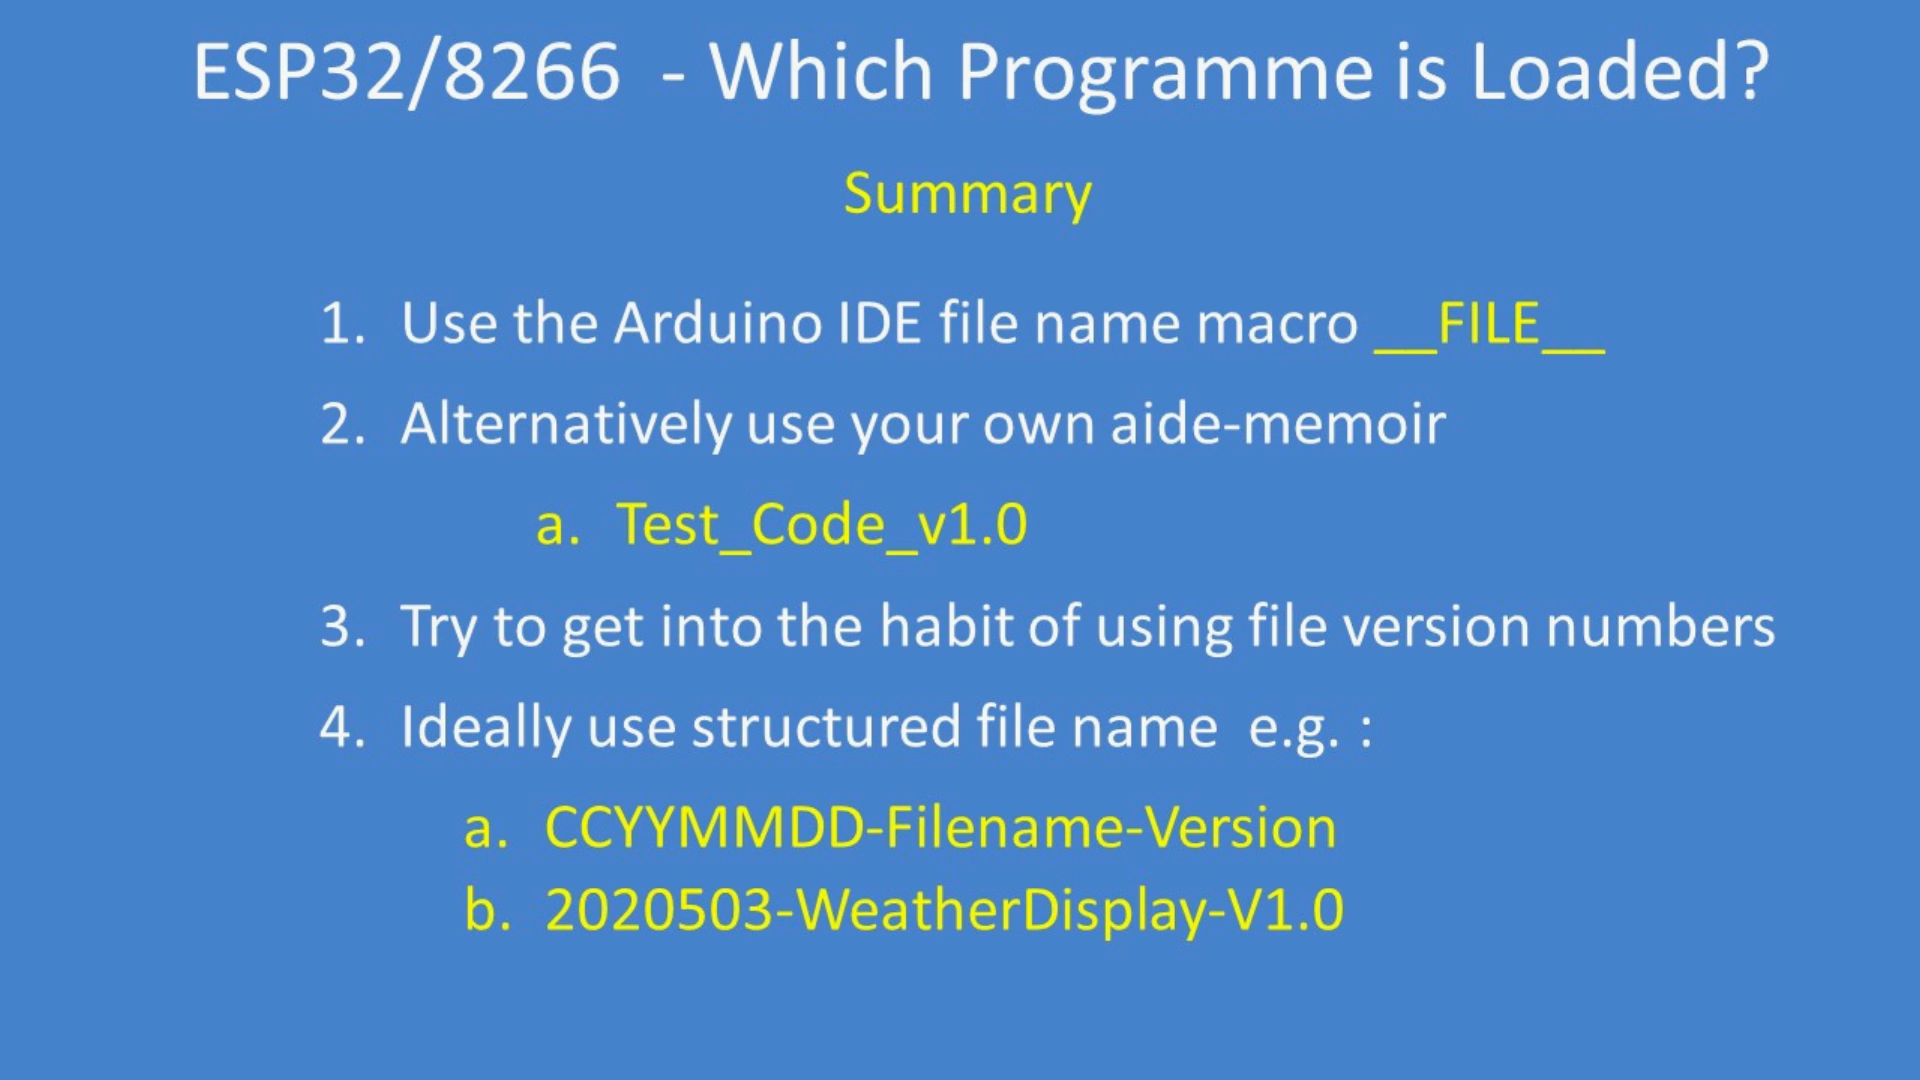 ESP32/8266 - Which Programme is Loaded?
Summary
1. Use the Arduino IDE file name macro __FILE__
2. Alternatively use your own aide-memoir
a. Test_Code_v1.0
3. Try to get into the habit of using file version numbers
4. Ideally use structured file name e.g. :
a. CCYYMMDD-Filename-Version
b. 2020503-WeatherDisplay-V1.0